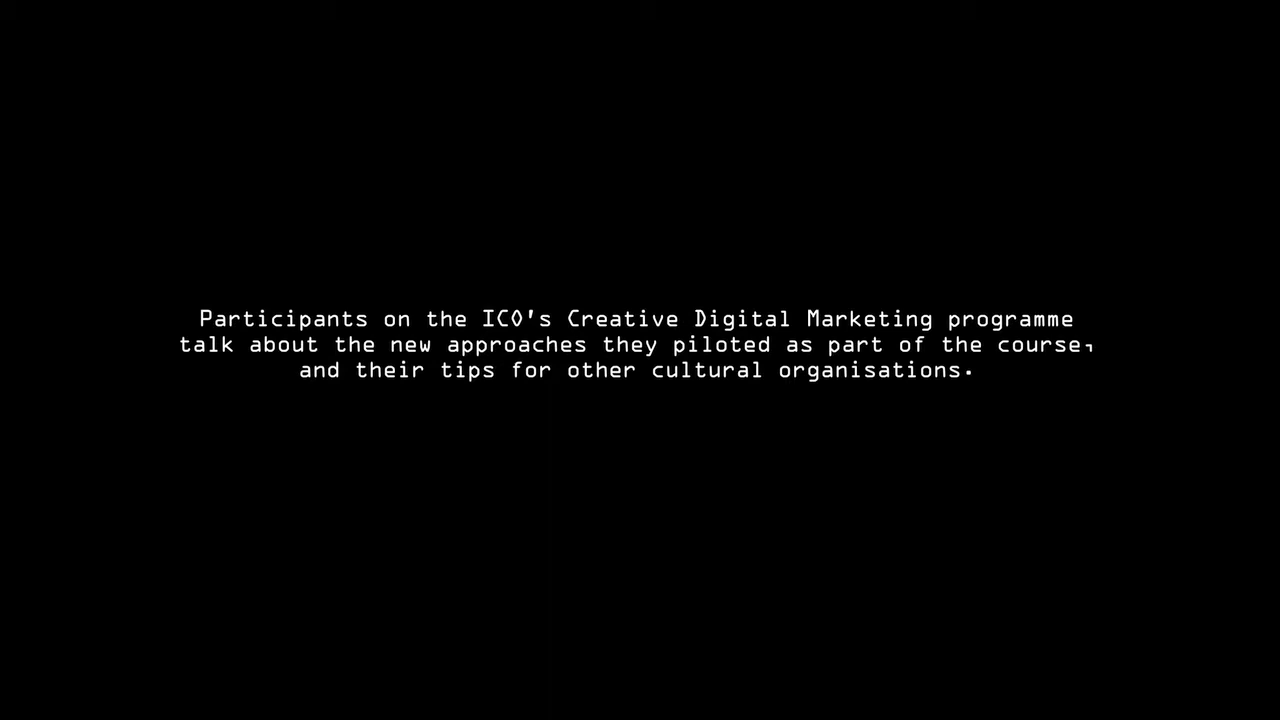 Participants on the ICO's Creative Digital Marketing programme
talk about the new approaches they piloted as part of the course,
and their tips for other cultural organisations.